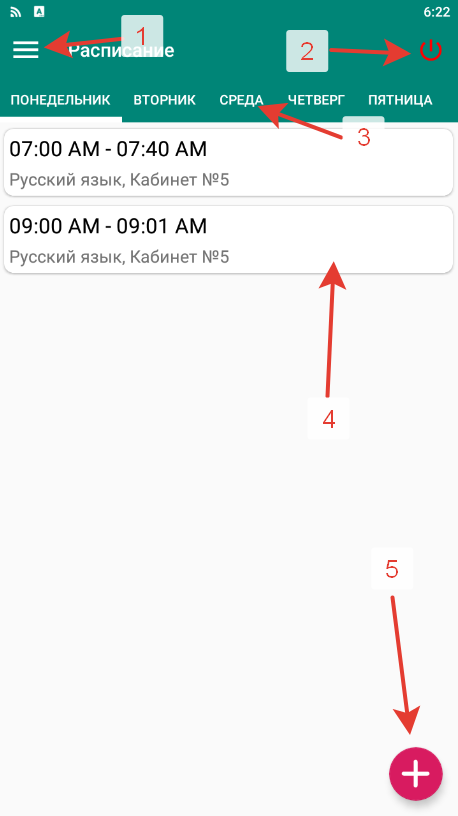 6:22
1
Расписание
2
ПОНЕДЕЛЬНИК ВТОРНИК СРЕДА ЧЕТВЕРГ ПЯТНИЦА
3
07:00 AM - 07:40 AM
Русский язык, Кабинет №5
09:00 AM - 09:01 AM
Русский язык, Кабинет №5
4
5